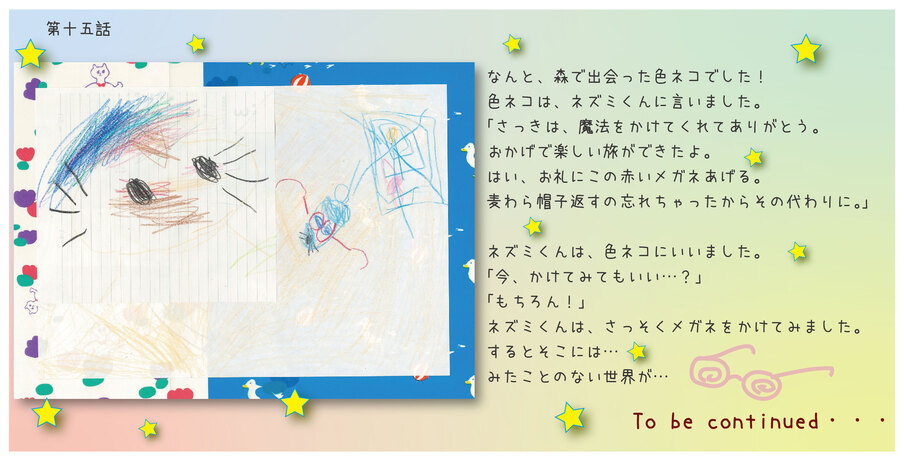 第十五話
なんと、森で出会った色ネコでした！
色ネコは、ネズミくんに言いました。
「さっきは、魔法をかけてくれてありがとう。
おかげで楽しい旅ができたよ。
はい、お礼にこの赤いメガネあげる。
麦わら帽子返すの忘れちゃったからその代わりに。」
ネズミくんは、色ネコにいいました。
「今、かけてみてもいい…？」
「もちろん！」
ネズミくんは、さっそくメガネをかけてみました。
するとそこには…
みたことのない世界が…
To be continued・・・